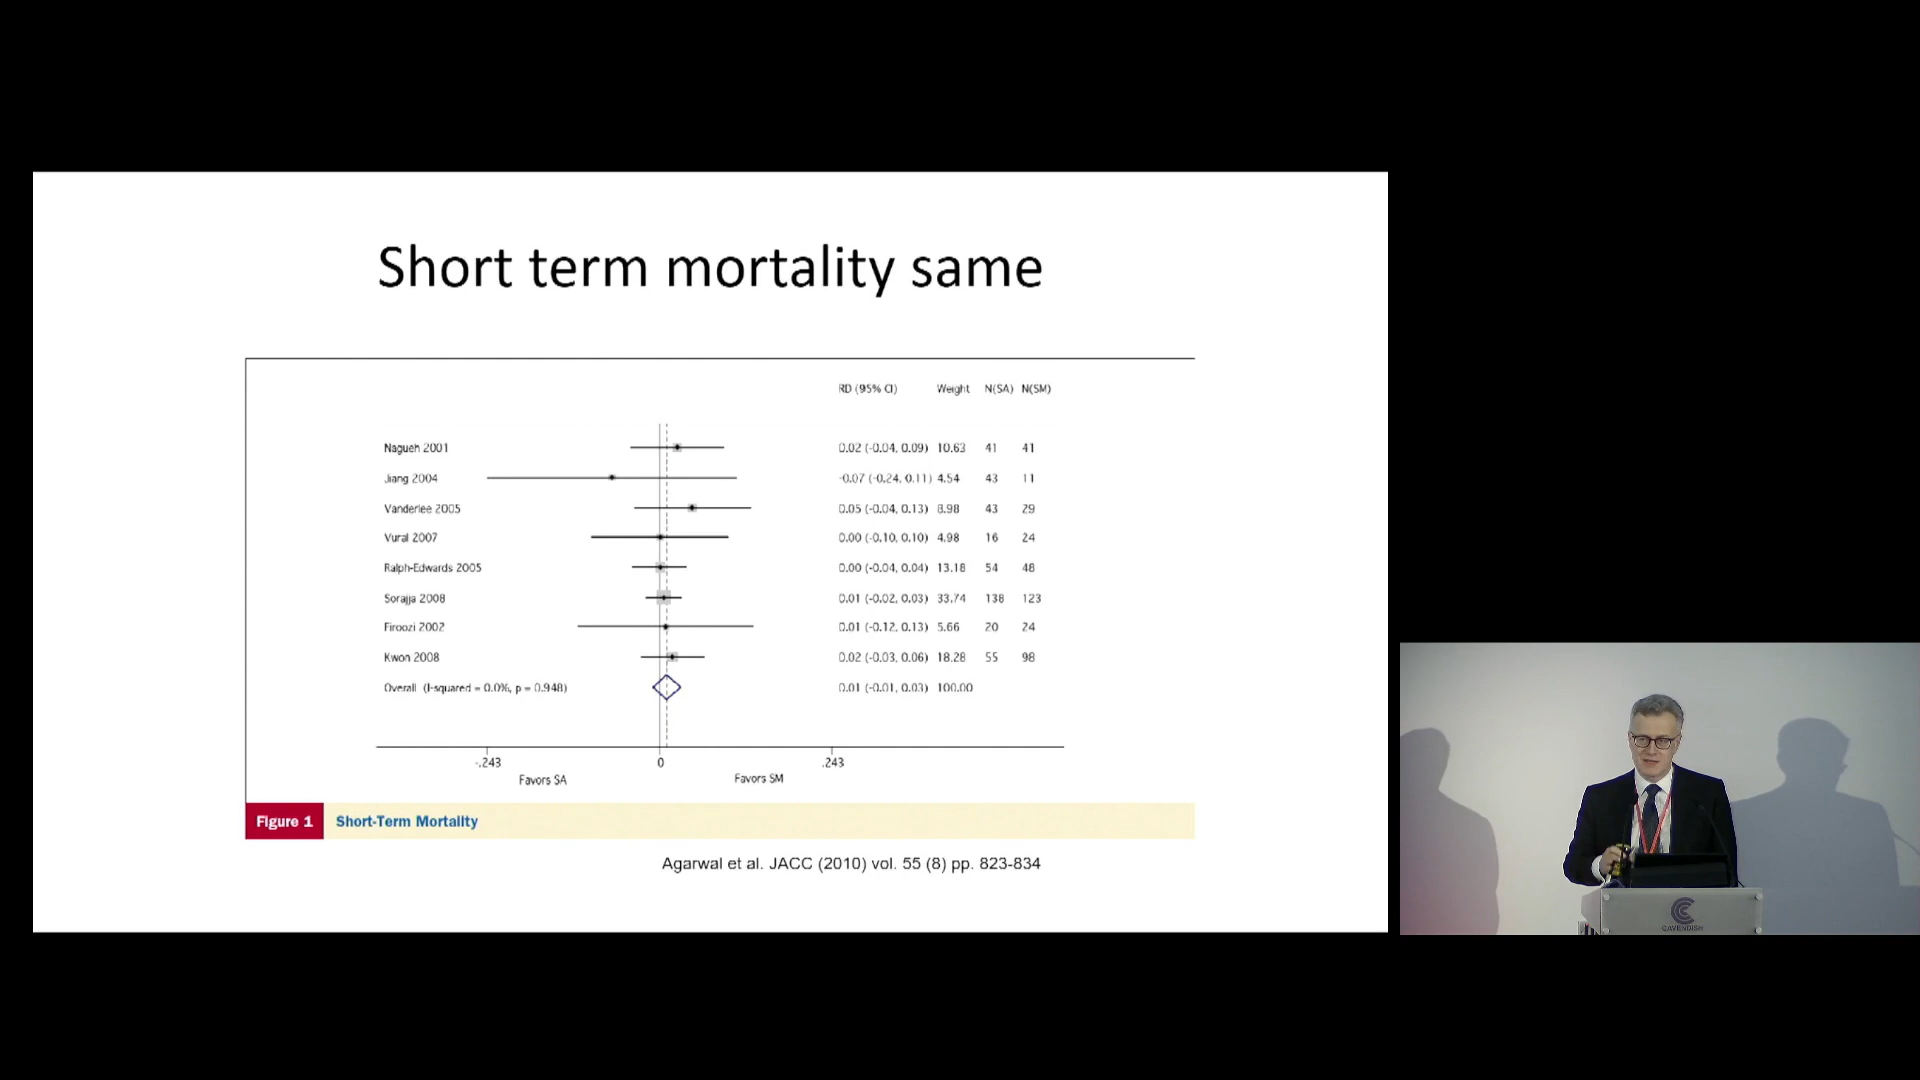 Short term mortality same
RD (95% CI) Weight N(SA) N(SM)
Nagueh 2001 0.02 (-0.04, 0.09) 10.63 41 41
Jiang 2004 -0.07 (-0.24, 0.11) 4.54 43 11
Vanderlee 2005 0.05 (-0.04, 0.13) 8.98 43 29
Vural 2007 0.00 (-0.10, 0.10) 4.98 16 24
Ralph-Edwards 2005 0.00 (-0.04, 0.04) 13.18 54 48
Sorajja 2008 0.01 (-0.02, 0.03) 33.74 138 123
Firoozi 2002 0.01 (-0.12, 0.13) 5.66 20 24
Kwon 2008 0.02 (-0.03, 0.06) 18.28 55 98
Overall (I-squared = 0.0%, p = 0.948) 0.01 (-0.01, 0.03) 100.00
-.243 0 .243
Favors SA Favors SM
Figure 1 Short-Term Mortality
Agarwal et al. JACC (2010) vol. 55 (8) pp. 823-834
CAVENDISH